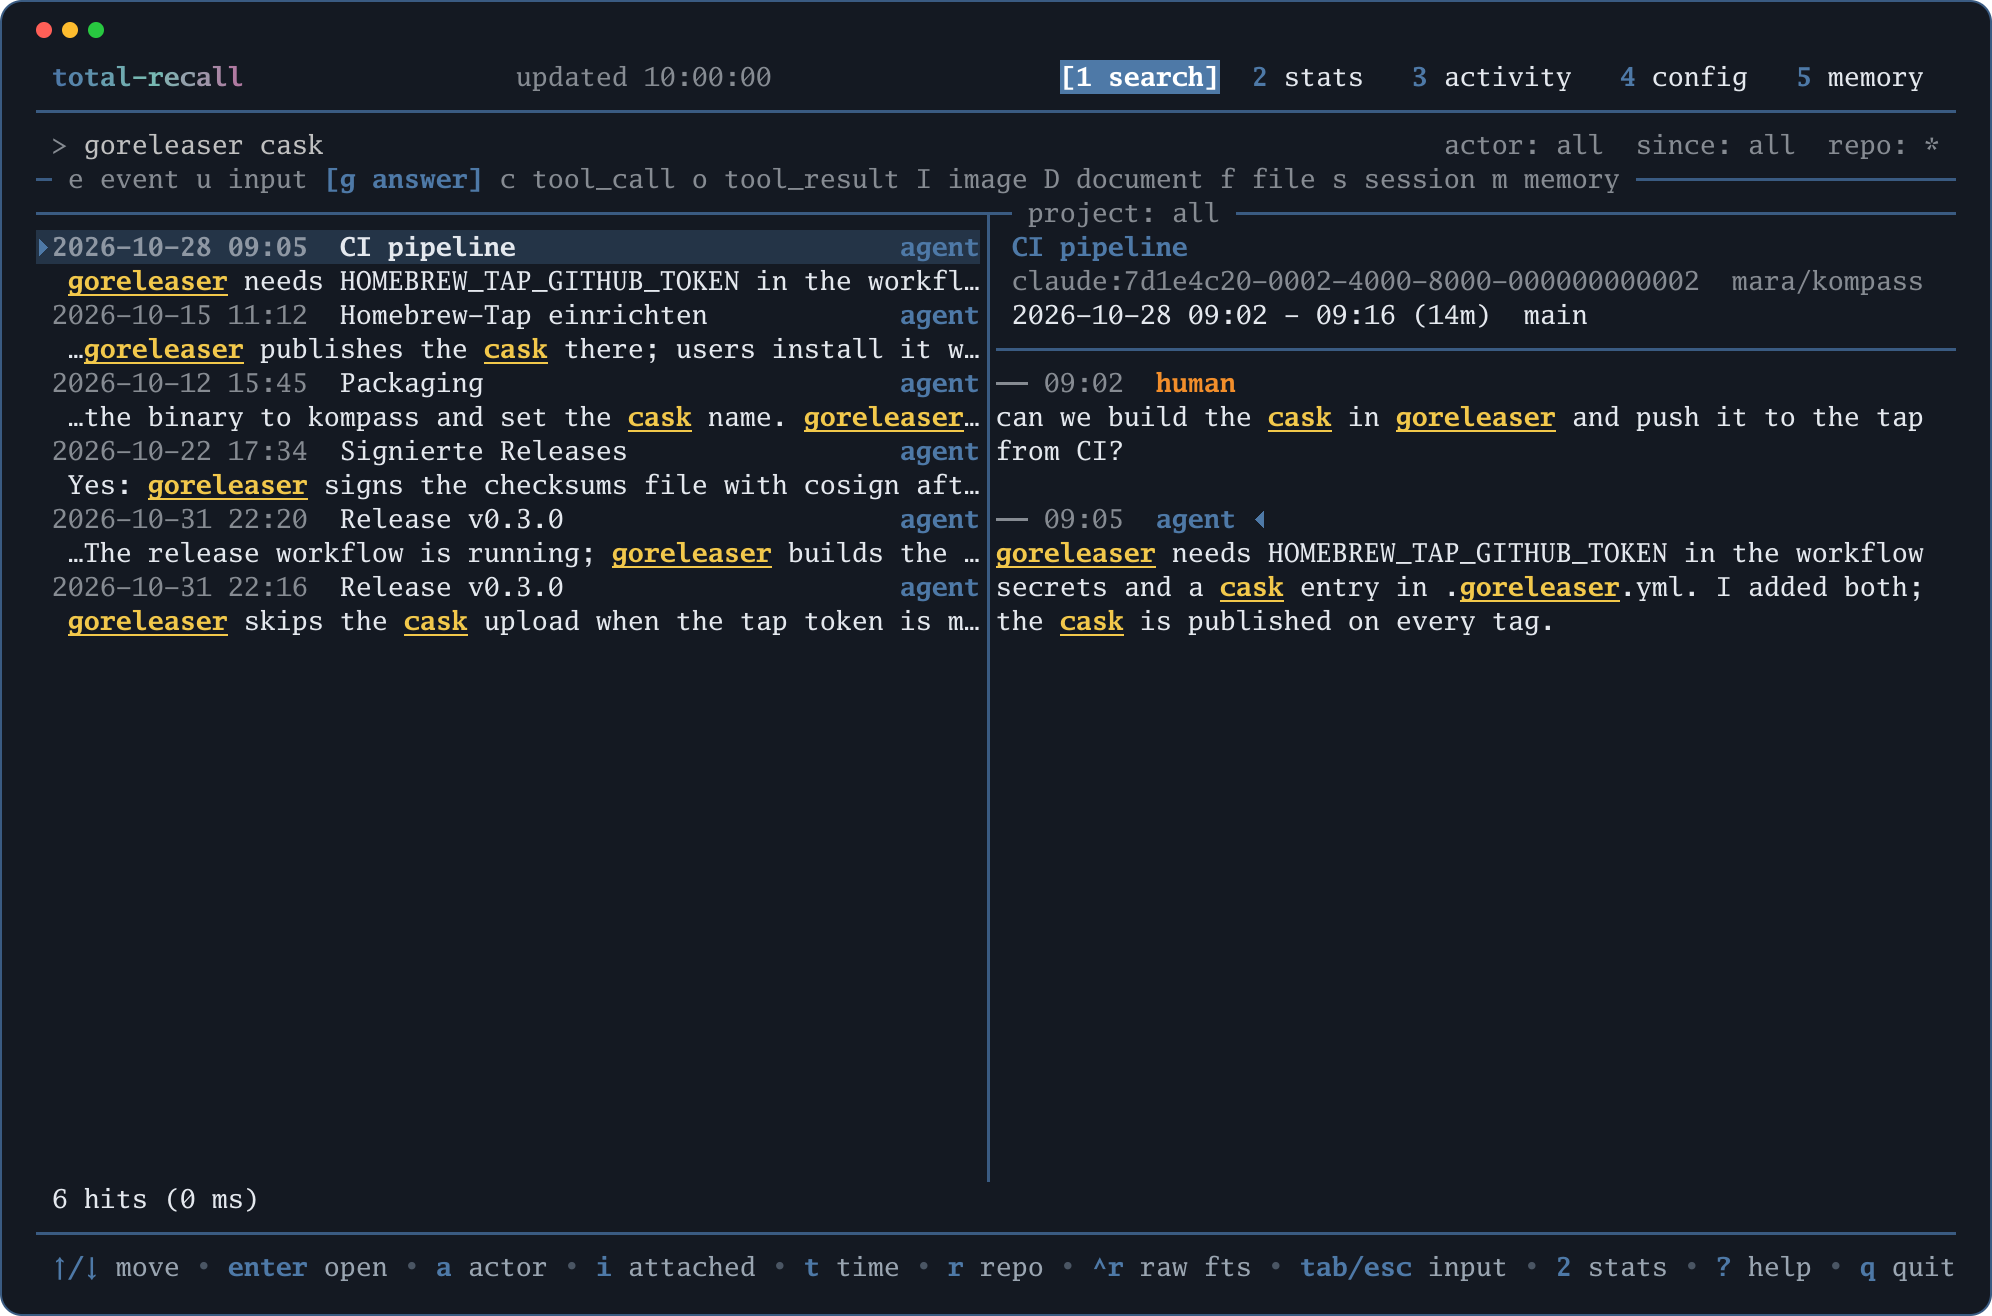 total-recall updated 10:00:00 [1 search] 2 stats 3 activity 4 config 5 memory
> goreleaser cask actor: all since: all repo: *
e event u input [g answer] c tool_call o tool_result I image D document f file s session m memory
project: all
2026-10-28 09:05 CI pipeline agent
goreleaser needs HOMEBREW_TAP_GITHUB_TOKEN in the workfl…
2026-10-15 11:12 Homebrew-Tap einrichten agent
…goreleaser publishes the cask there; users install it w…
2026-10-12 15:45 Packaging agent
…the binary to kompass and set the cask name. goreleaser…
2026-10-22 17:34 Signierte Releases agent
Yes: goreleaser signs the checksums file with cosign aft…
2026-10-31 22:20 Release v0.3.0 agent
…The release workflow is running; goreleaser builds the …
2026-10-31 22:16 Release v0.3.0 agent
goreleaser skips the cask upload when the tap token is m…
CI pipeline
claude:7d1e4c20-0002-4000-8000-000000000002 mara/kompass
2026-10-28 09:02 – 09:16 (14m) main
── 09:02 human
can we build the cask in goreleaser and push it to the tap
from CI?
── 09:05 agent ◂
goreleaser needs HOMEBREW_TAP_GITHUB_TOKEN in the workflow
secrets and a cask entry in .goreleaser.yml. I added both;
the cask is published on every tag.
6 hits (0 ms)
↑/↓ move • enter open • a actor • i attached • t time • r repo • ^r raw fts • tab/esc input • 2 stats • ? help • q quit